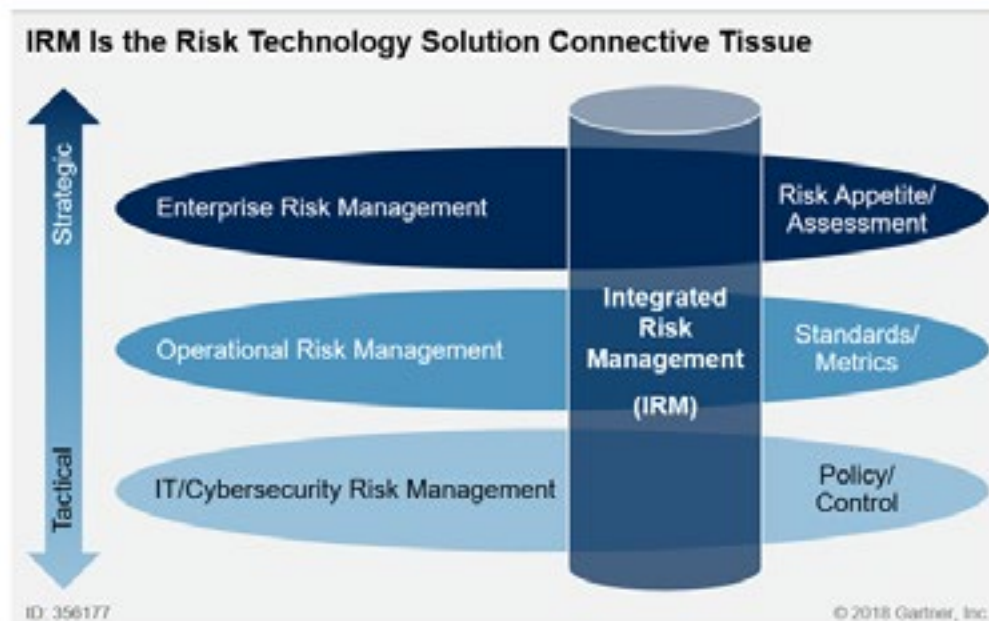 IRM Is the Risk Technology Solution Connective Tissue
Strategic
Tactical
Enterprise Risk Management
Risk Appetite/
Assessment
Operational Risk Management
Integrated
Risk
Management
(IRM)
Standards/
Metrics
IT/Cybersecurity Risk Management
Policy/
Control
ID: 356177
© 2018 Gartner, Inc